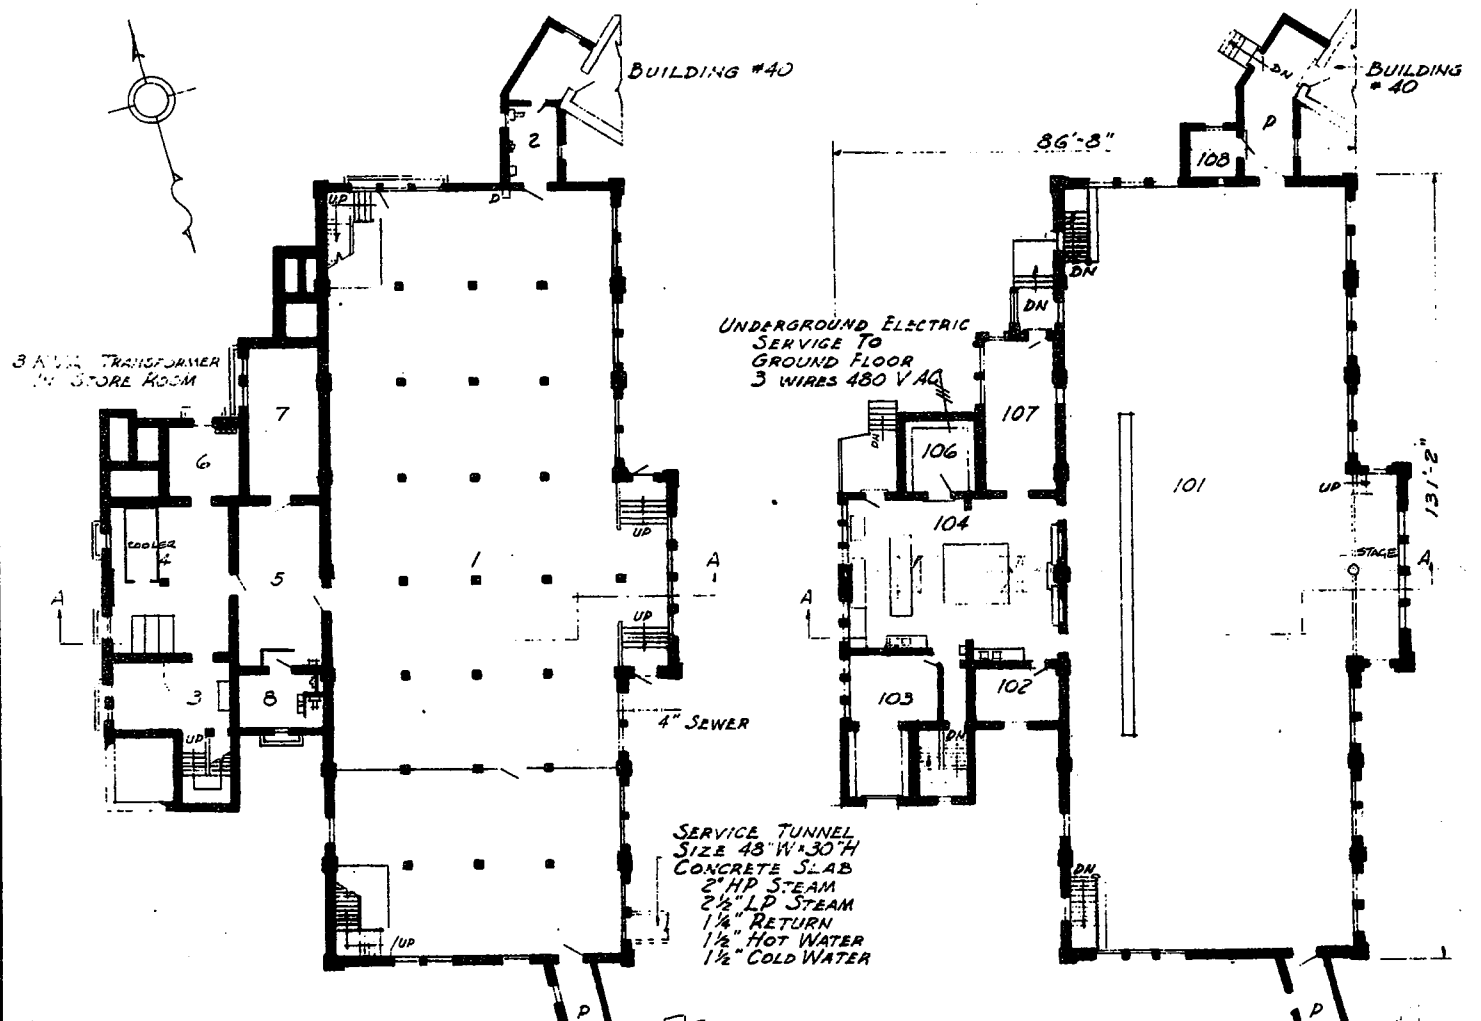 BUILDING #40
2
UP
D
3 KVA TRANSFORMER
IN STORE ROOM
7
6
COOLER
4
5
1
UP
A
A
UP
3
8
UP
4" SEWER
SERVICE TUNNEL
SIZE 48"W x 30"H
CONCRETE SLAB
2" HP STEAM
2½" LP STEAM
1¼" RETURN
1½" HOT WATER
1½" COLD WATER
UP
P
BUILDING
#40
DN
P
108
86'-8"
DN
DN
UNDERGROUND ELECTRIC
SERVICE TO
GROUND FLOOR
3 WIRES 480 V AC
107
DN
106
101
UP
131'-2"
104
STAGE
A
A
103
102
DN
DN
P